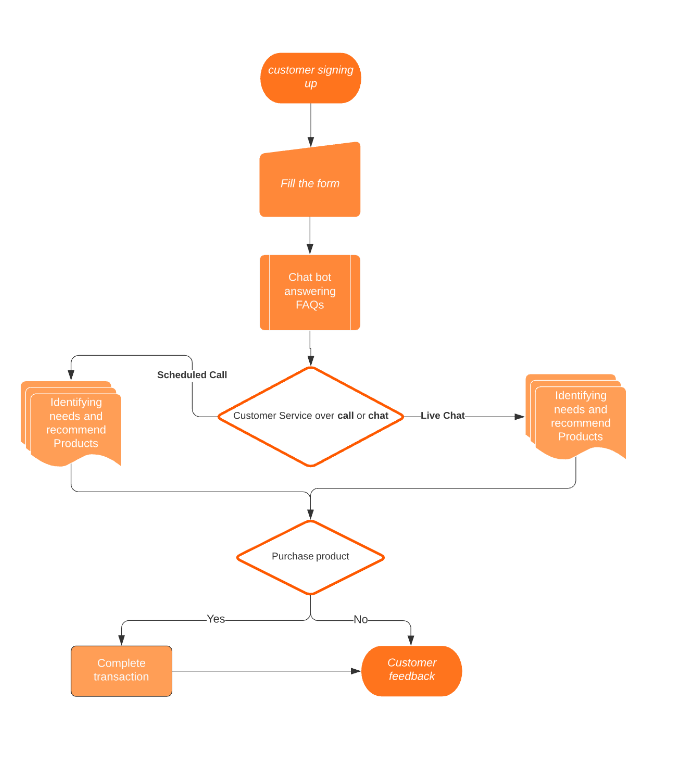 customer signing
up
Fill the form
Chat bot
answering
FAQs
Scheduled Call
Customer Service over call or chat
Live Chat
Identifying
needs and
recommend
Products
Identifying
needs and
recommend
Products
Purchase product
Yes
No
Complete
transaction
Customer
feedback